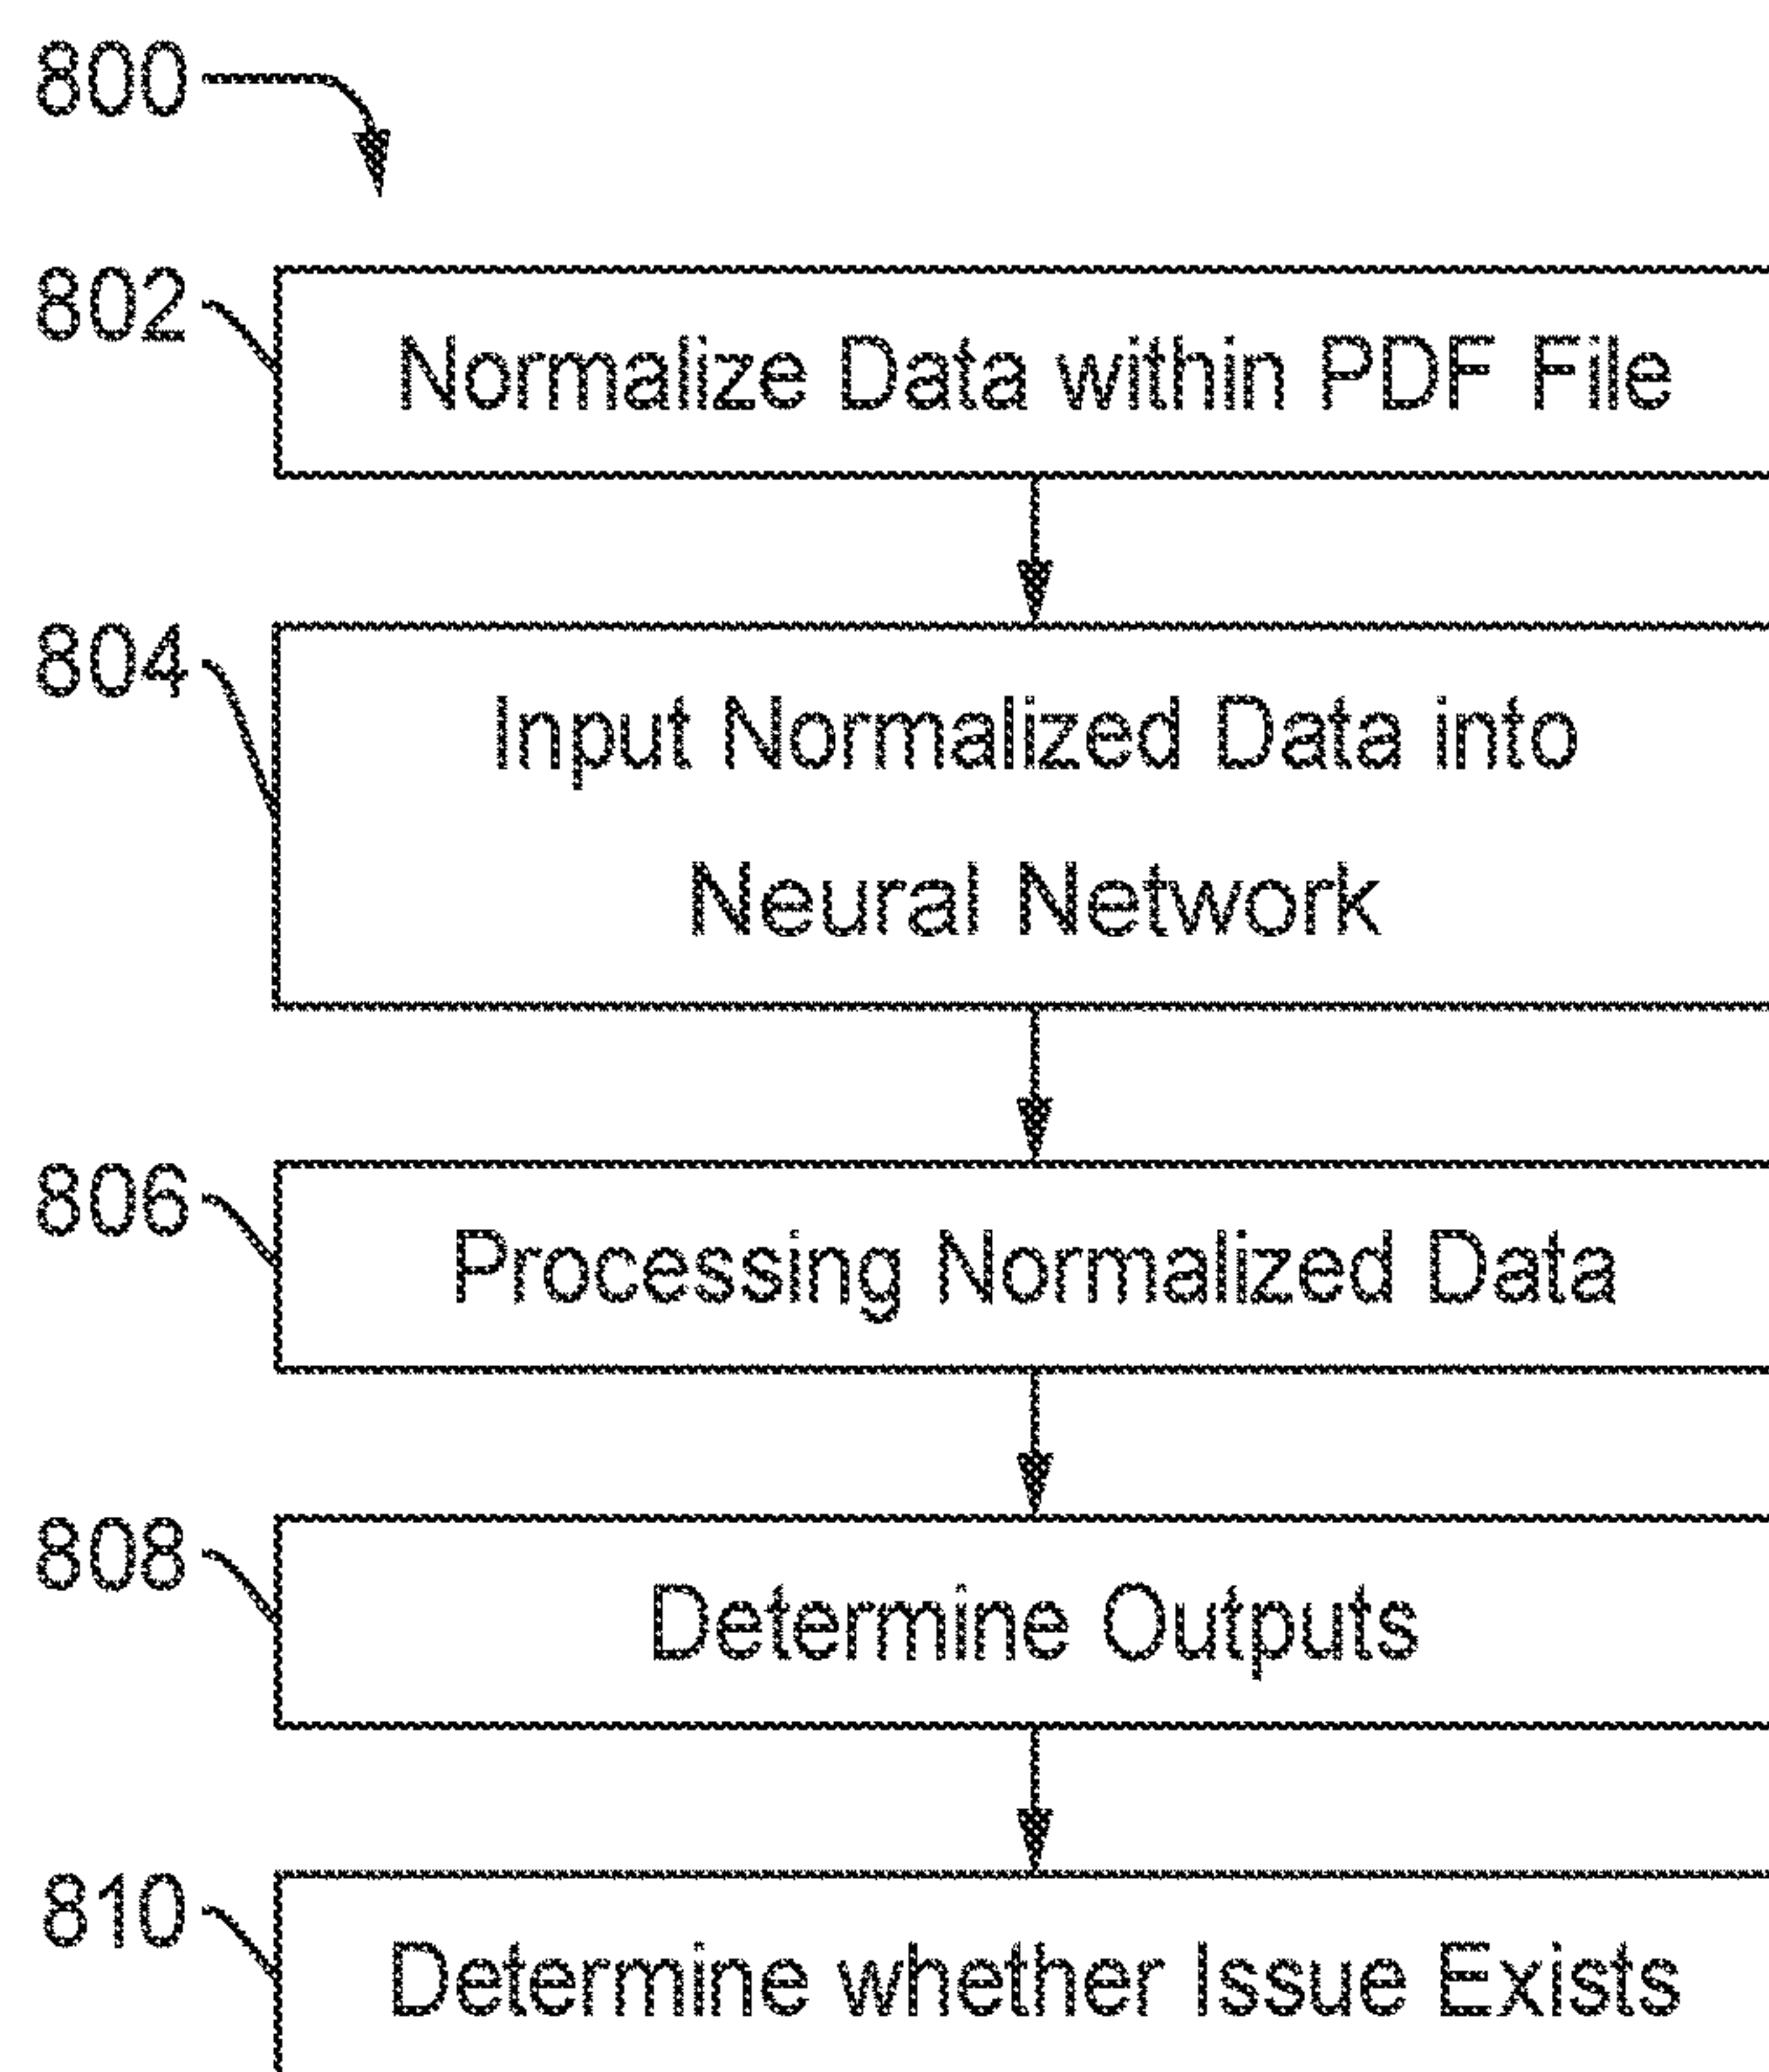 800
802
Normalize Data within PDF File
804
Input Normalized Data into
Neural Network
806
Processing Normalized Data
808
Determine Outputs
810
Determine whether Issue Exists